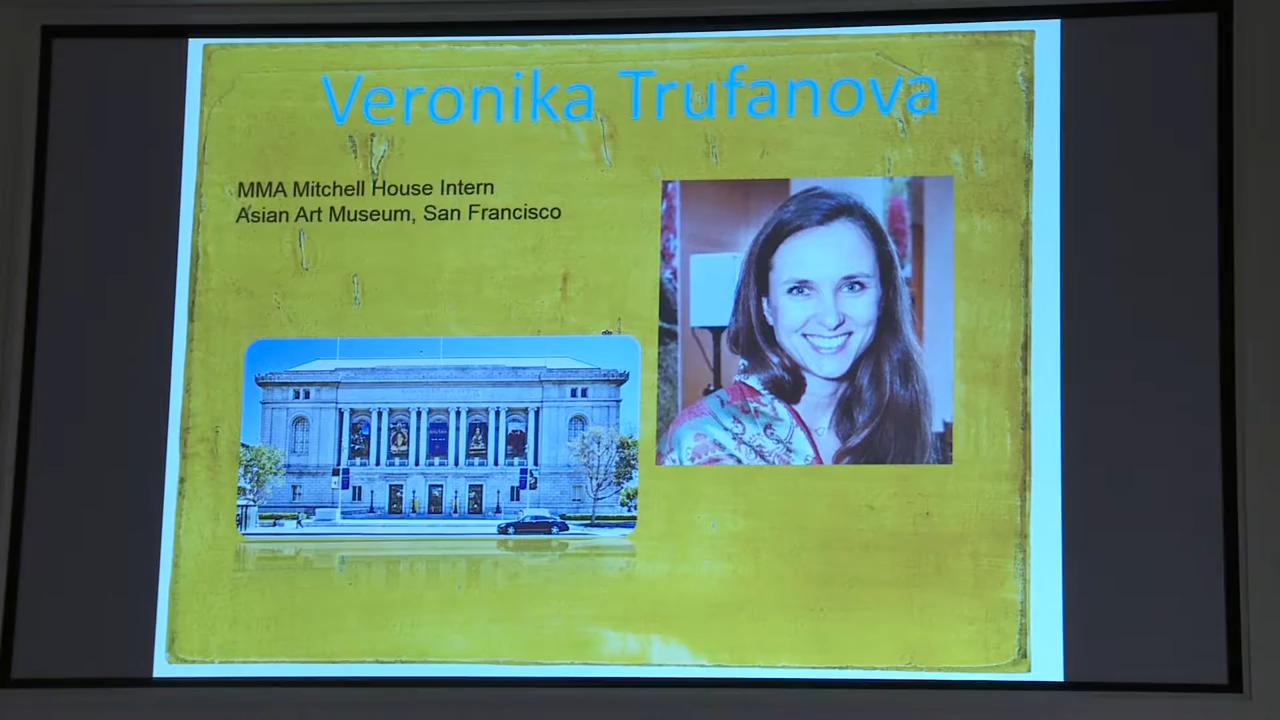 Veronika Trufanova
MMA Mitchell House Intern
Asian Art Museum, San Francisco